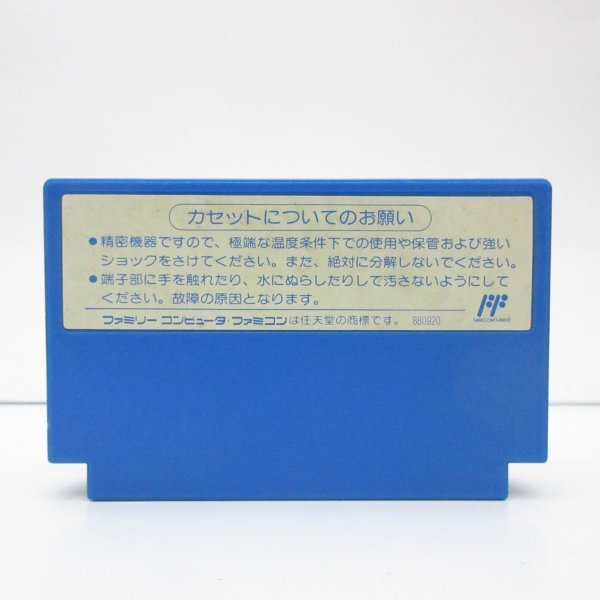 カセットについてのお願い
●精密機器ですので、極端な温度条件下での使用や保管および強い
ショックをさけてください。また、絶対に分解しないでください。
●端子部に手を触れたり、水にぬらしたりして汚さないようにして
ください。故障の原因となります。
ファミリーコンピュータ・ファミコンは任天堂の商標です。 880920
FF
FAMICOM FAMILY